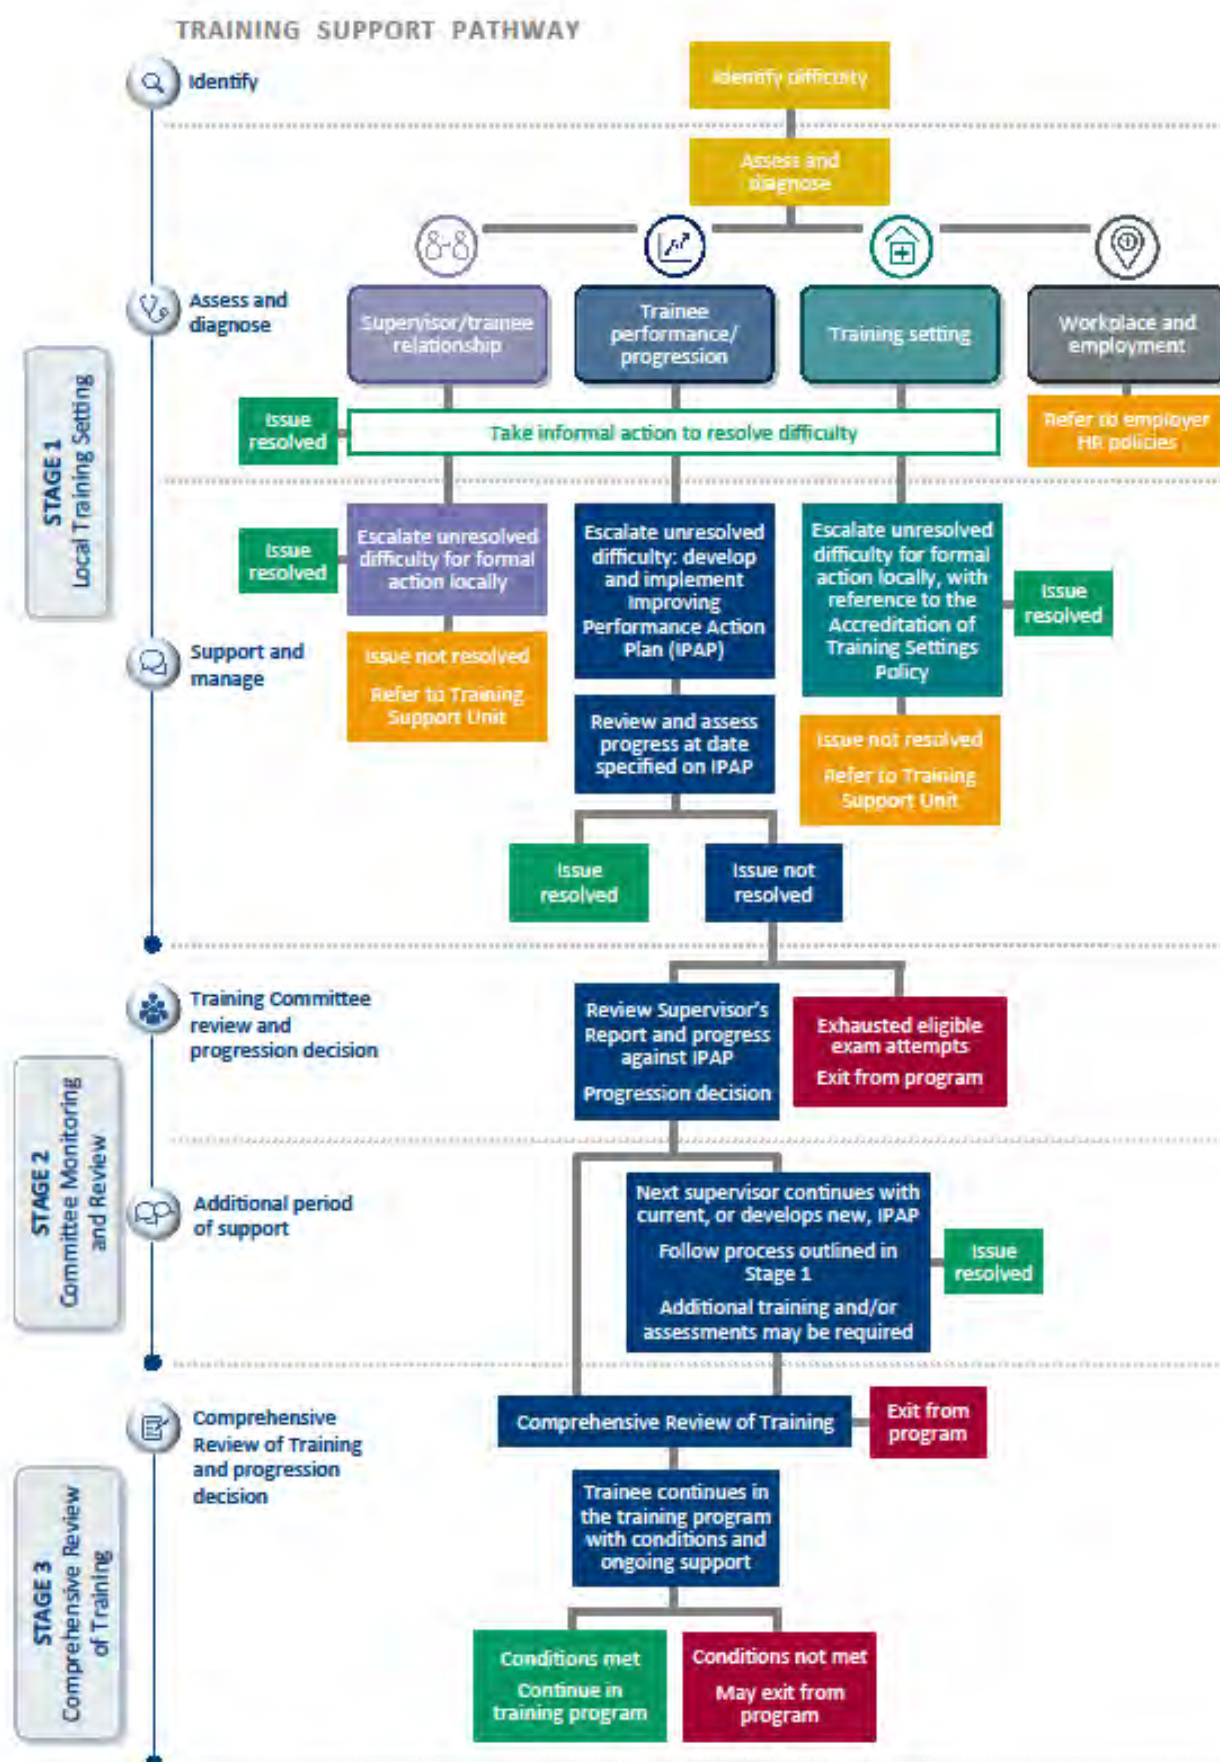 TRAINING SUPPORT PATHWAY
Identify
Identify difficulty
Assess and
diagnose
Assess and
diagnose
Supervisor/trainee
relationship
Trainee
performance/
progression
Training setting
Workplace and
employment
STAGE 1
Local Training Setting
Issue
resolved
Take informal action to resolve difficulty
Refer to employer
HR policies
Issue
resolved
Escalate unresolved
difficulty for formal
action locally
Escalate unresolved
difficulty: develop
and implement
Improving
Performance Action
Plan (IPAP)
Escalate unresolved
difficulty for formal
action locally, with
reference to the
Accreditation of
Training Settings
Policy
Issue
resolved
Support and
manage
Issue not resolved
Refer to Training
Support Unit
Review and assess
progress at date
specified on IPAP
Issue not resolved
Refer to Training
Support Unit
Issue
resolved
Issue not
resolved
Training Committee
review and
progression decision
Review Supervisor's
Report and progress
against IPAP
Progression decision
Exhausted eligible
exam attempts
Exit from program
STAGE 2
Committee Monitoring
and Review
Additional period
of support
Next supervisor continues with
current, or develops new, IPAP
Follow process outlined in
Stage 1
Additional training and/or
assessments may be required
Issue
resolved
Comprehensive
Review of Training
and progression
decision
Comprehensive Review of Training
Exit from
program
STAGE 3
Comprehensive Review
of Training
Trainee continues in
the training program
with conditions and
ongoing support
Conditions met
Continue in
training program
Conditions not met
May exit from
program